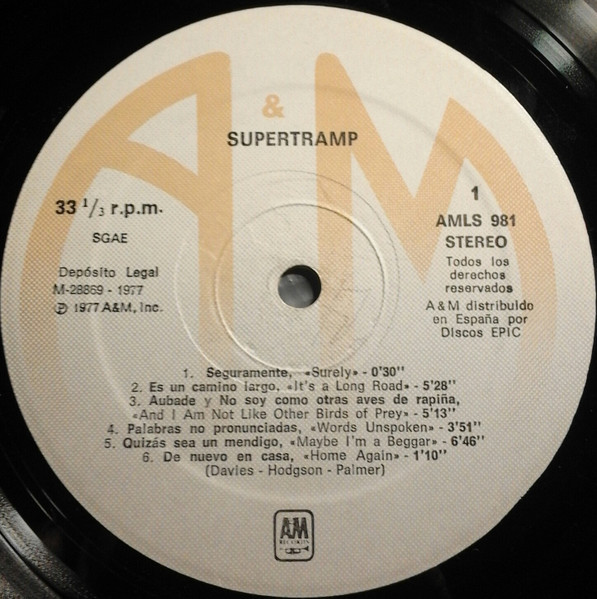 A & M
SUPERTRAMP
33 1/3 r.p.m.
SGAE
Depósito Legal
M-28869 - 1977
Ⓟ 1977 A&M, Inc.
1
AMLS 981
STEREO
Todos los
derechos
reservados
A & M distribuido
en España por
Discos EPIC
1. Seguramente, «Surely» - 0'30''
2. Es un camino largo, «It's a Long Road» - 5'28''
3. Aubade y No soy como otras aves de rapiña,
«And I Am Not Like Other Birds of Prey» - 5'13''
4. Palabras no pronunciadas, «Words Unspoken» - 3'51''
5. Quizás sea un mendigo, «Maybe I'm a Beggar» - 6'46''
6. De nuevo en casa, «Home Again» - 1'10''
(Davies - Hodgson - Palmer)
AM
RECORDS